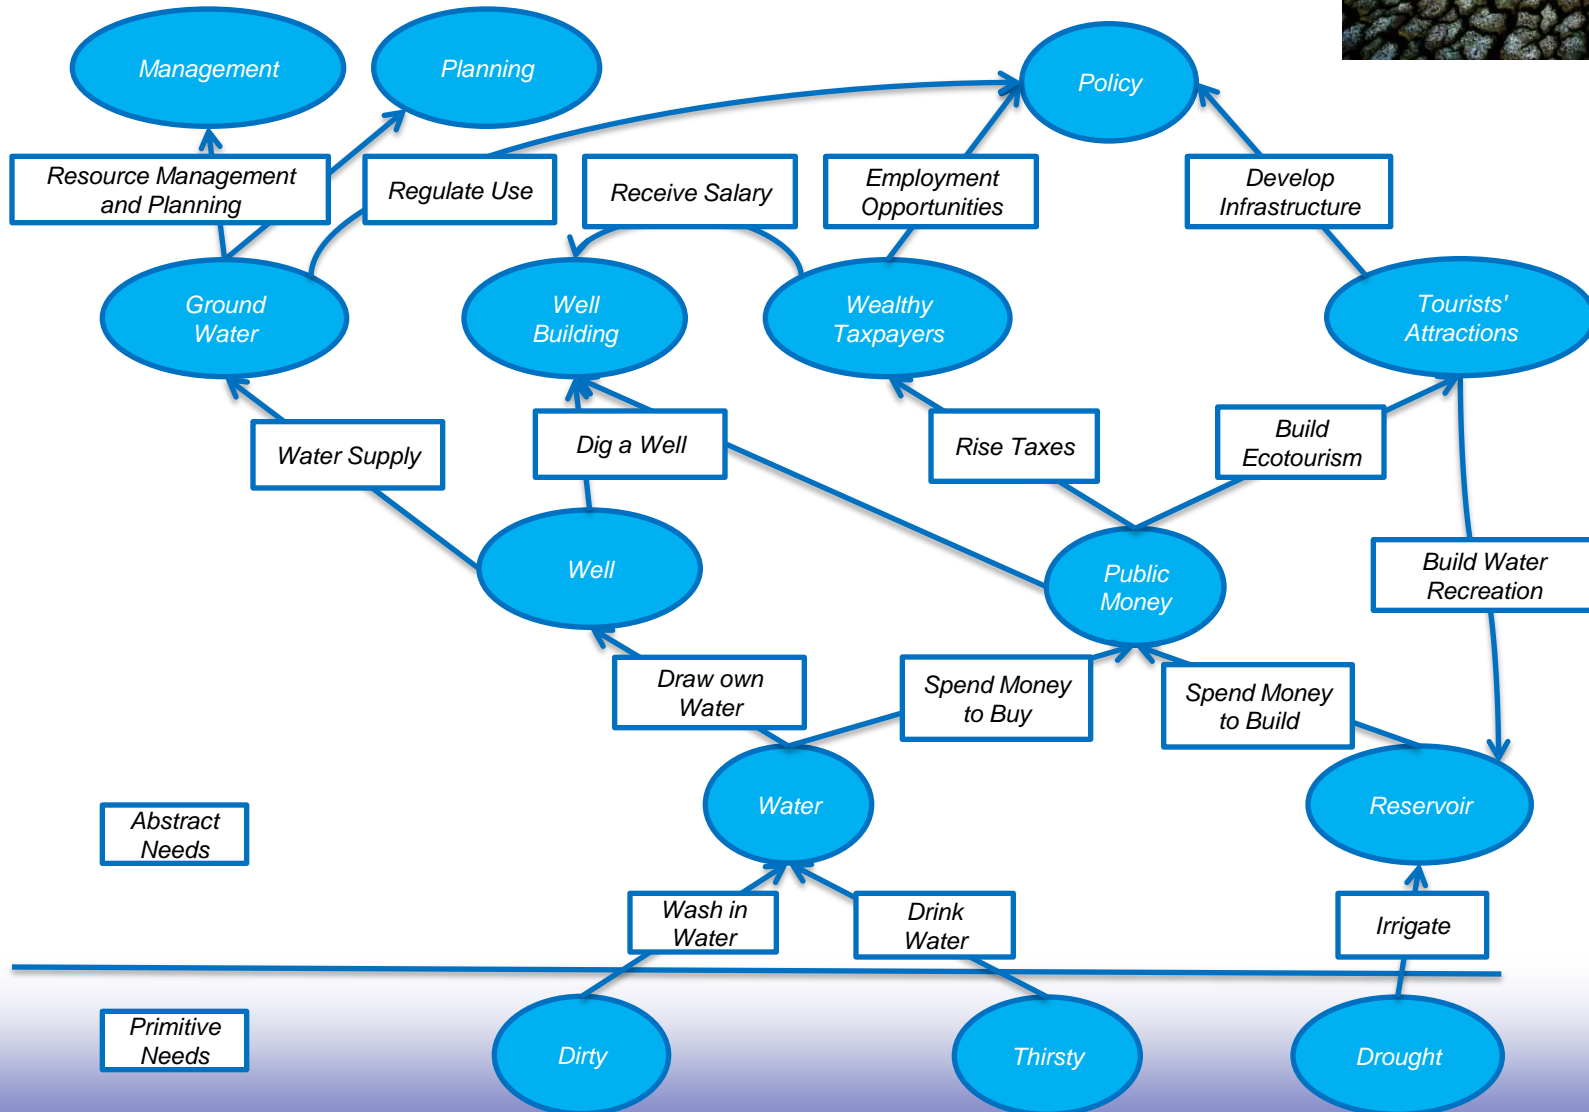 Management
Planning
Policy
Resource Management
and Planning
Regulate Use
Receive Salary
Employment
Opportunities
Develop
Infrastructure
Ground
Water
Well
Building
Wealthy
Taxpayers
Tourists'
Attractions
Water Supply
Dig a Well
Rise Taxes
Build
Ecotourism
Well
Public
Money
Build Water
Recreation
Draw own
Water
Spend Money
to Buy
Spend Money
to Build
Water
Reservoir
Abstract
Needs
Wash in
Water
Drink
Water
Irrigate
Primitive
Needs
Dirty
Thirsty
Drought